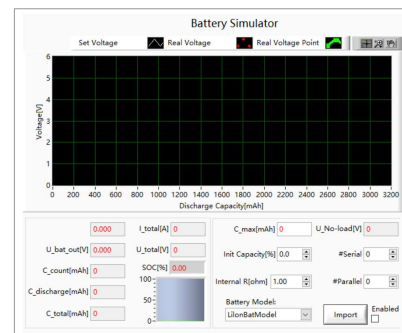 Battery Simulator
Set Voltage Real Voltage Real Voltage Point
Voltage[V]
6
5
4
3
2
1
0
0 200 400 600 800 1000 1200 1400 1600 1800 2000 2200 2400 2600 2800 3000 3200
Discharge Capacity[mAh]
0.000 I_total[A] 0
U_bat_out[V] 0.000 U_total[V] 0
C_count[mAh] 0 SOC[%] 0.00
C_discharge[mAh] 0
C_total[mAh] 0
100
50
0
C_max[mAh] 0 U_No-load[V] 0
Init Capacity[%] 0.0 #Serial 0
Internal R[ohm] 1.00 #Parallel 0
Battery Model:
LiIonBatModel Import Enabled